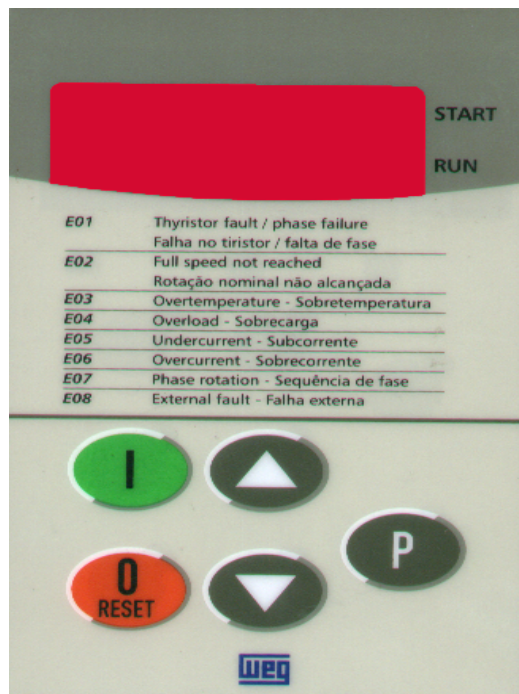 START
RUN
E01 Thyristor fault / phase failure
Falha no tiristor / falta de fase
E02 Full speed not reached
Rotação nominal não alcançada
E03 Overtemperature - Sobretemperatura
E04 Overload - Sobrecarga
E05 Undercurrent - Subcorrente
E06 Overcurrent - Sobrecorrente
E07 Phase rotation - Sequência de fase
E08 External fault - Falha externa
I
P
0
RESET
weg